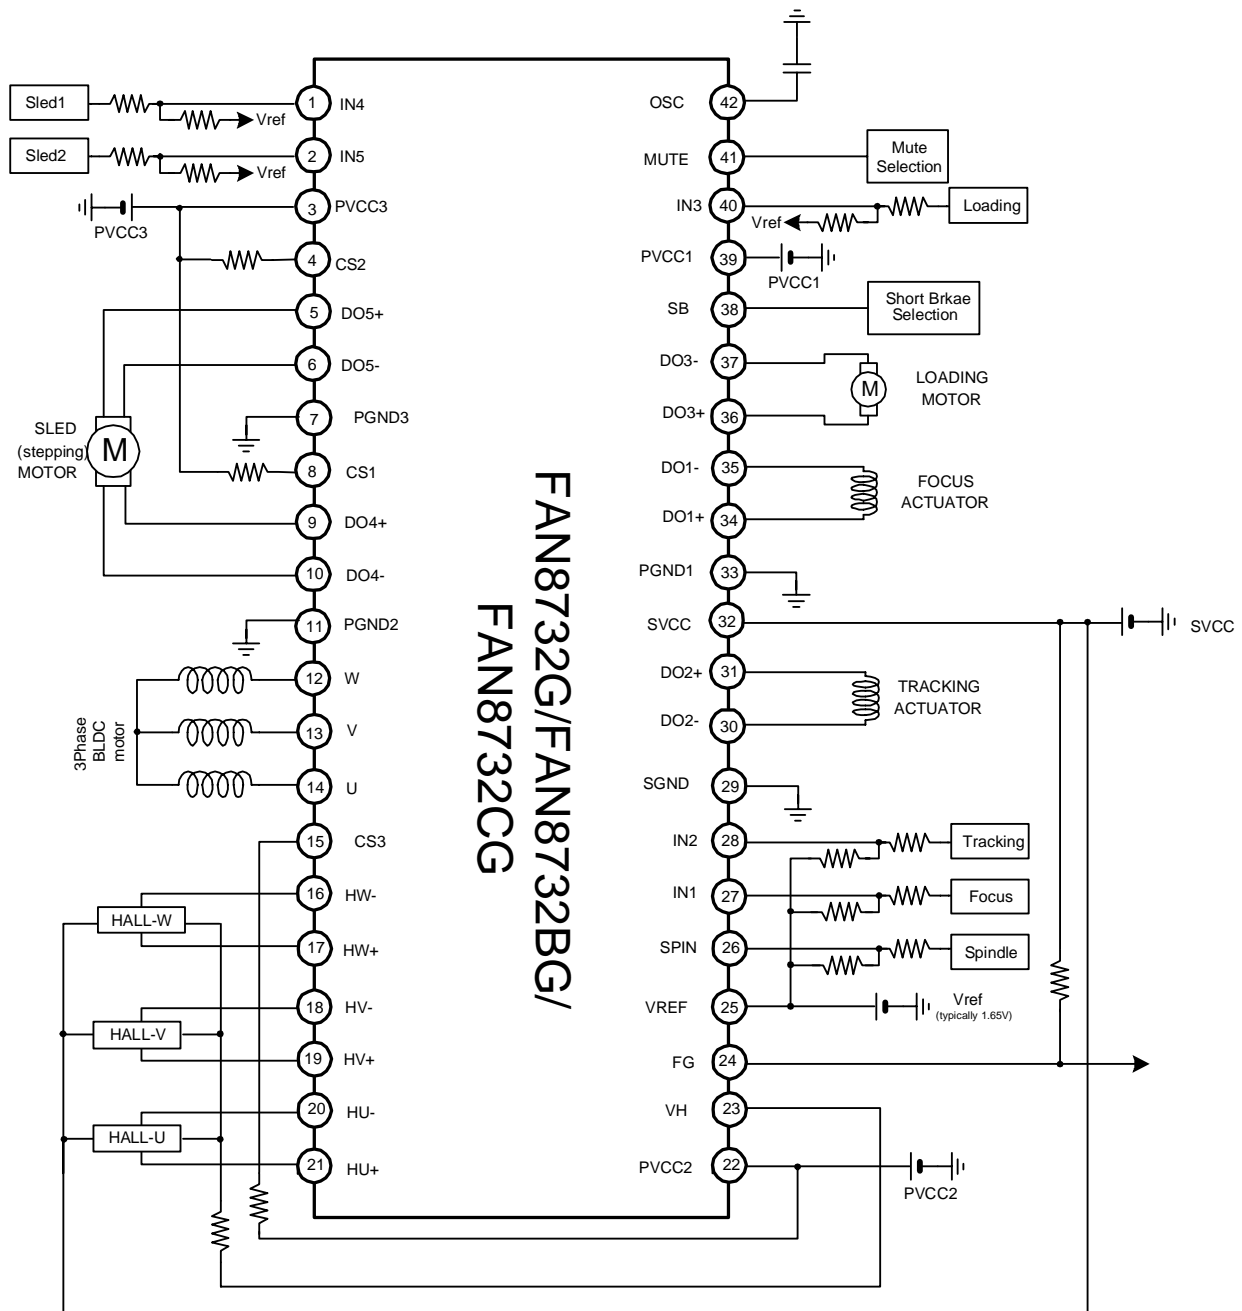 Sled1
1
IN4
Vref
Sled2
2
IN5
Vref
3
PVCC3
PVCC3
4
CS2
5
DO5+
6
DO5-
7
PGND3
SLED
(stepping)
MOTOR
M
8
CS1
9
DO4+
10
DO4-
11
PGND2
12
W
3Phase
BLDC
motor
13
V
14
U
15
CS3
16
HW-
HALL-W
17
HW+
18
HV-
HALL-V
19
HV+
20
HU-
HALL-U
21
HU+
FAN8732G/FAN8732BG/
FAN8732CG
OSC
42
MUTE
41
Mute
Selection
IN3
40
Loading
Vref
PVCC1
39
PVCC1
SB
38
Short Brkae
Selection
DO3-
37
M
LOADING
MOTOR
DO3+
36
DO1-
35
FOCUS
ACTUATOR
DO1+
34
PGND1
33
SVCC
32
SVCC
DO2+
31
TRACKING
ACTUATOR
DO2-
30
SGND
29
IN2
28
Tracking
IN1
27
Focus
SPIN
26
Spindle
VREF
25
Vref
(typically 1.65V)
FG
24
VH
23
PVCC2
22
PVCC2